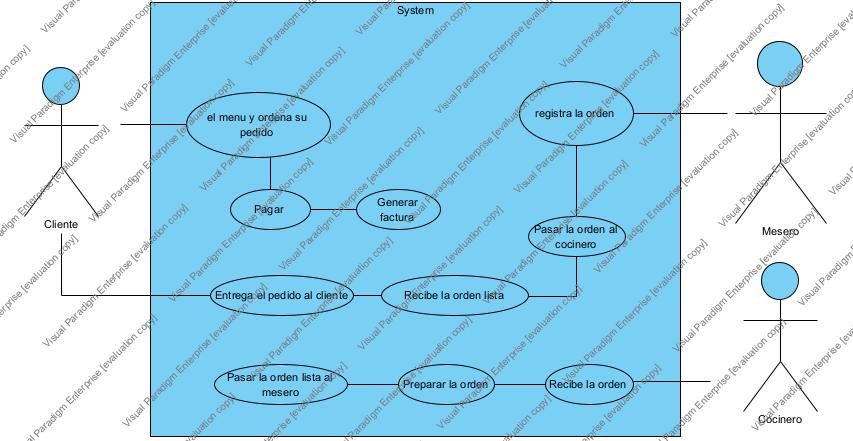 System
el menu y ordena su
pedido
registra la orden
Pagar
Generar
factura
Cliente
Pasar la orden al
cocinero
Mesero
Entrega el pedido al cliente
Recibe la orden lista
Pasar la orden lista al
mesero
Preparar la orden
Recibe la orden
Cocinero
Visual Paradigm Enterprise [evaluation copy]